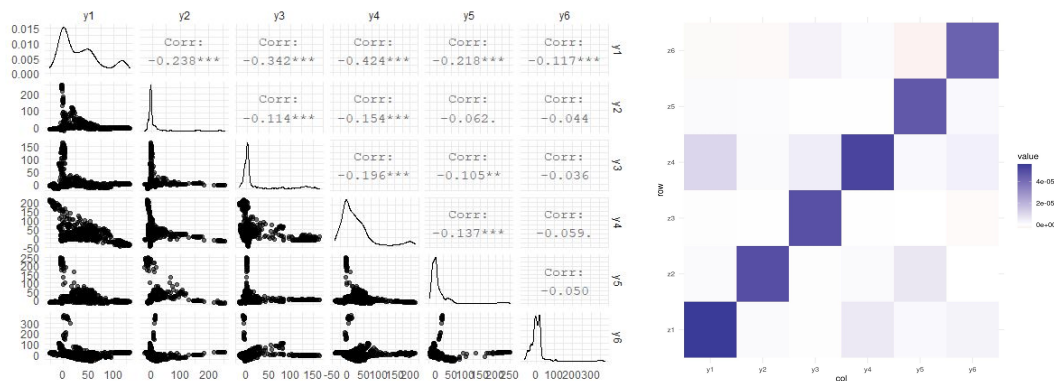 y1 y2 y3 y4 y5 y6
0.015
0.010
0.005
0.000
Corr: Corr: Corr: Corr: Corr:
-0.238*** -0.342*** -0.424*** -0.218*** -0.117***
y1
200
100
0
Corr: Corr: Corr: Corr:
-0.114*** -0.154*** -0.062. -0.044
y2
150
100
50
0
Corr: Corr: Corr:
-0.196*** -0.105** -0.036
y3
200
150
100
50
0
-50
Corr: Corr:
-0.137*** -0.059.
y4
250
200
150
100
50
0
Corr:
-0.050
y5
300
200
100
0
y6
0 50 100 0 100 200 0 50 100 150 -50 0 50 100 150 200 0 50 100 150 200 250 0 100 200 300
z6
z5
z4
z3
z2
z1
row
y1 y2 y3 y4 y5 y6
col
value
4e-05
2e-05
0e+00